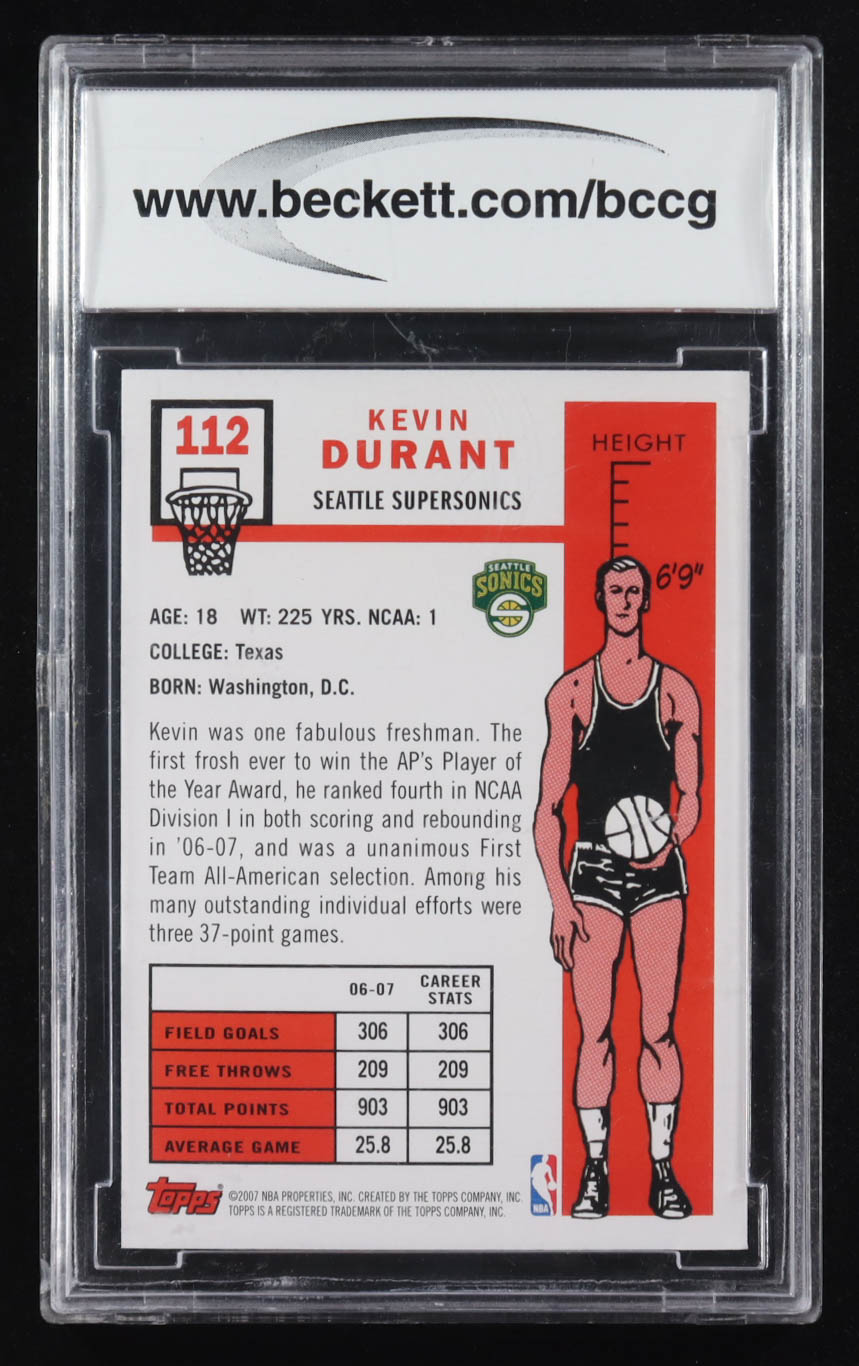 www.beckett.com/bccg
112
KEVIN
DURANT
SEATTLE SUPERSONICS
HEIGHT
6'9"
SEATTLE
SONICS
AGE: 18 WT: 225 YRS. NCAA: 1
COLLEGE: Texas
BORN: Washington, D.C.
Kevin was one fabulous freshman. The
first frosh ever to win the AP's Player of
the Year Award, he ranked fourth in NCAA
Division I in both scoring and rebounding
in '06-07, and was a unanimous First
Team All-American selection. Among his
many outstanding individual efforts were
three 37-point games.
06-07 CAREER STATS
FIELD GOALS 306 306
FREE THROWS 209 209
TOTAL POINTS 903 903
AVERAGE GAME 25.8 25.8
Topps® ©2007 NBA PROPERTIES, INC. CREATED BY THE TOPPS COMPANY, INC.
TOPPS IS A REGISTERED TRADEMARK OF THE TOPPS COMPANY, INC.
NBA